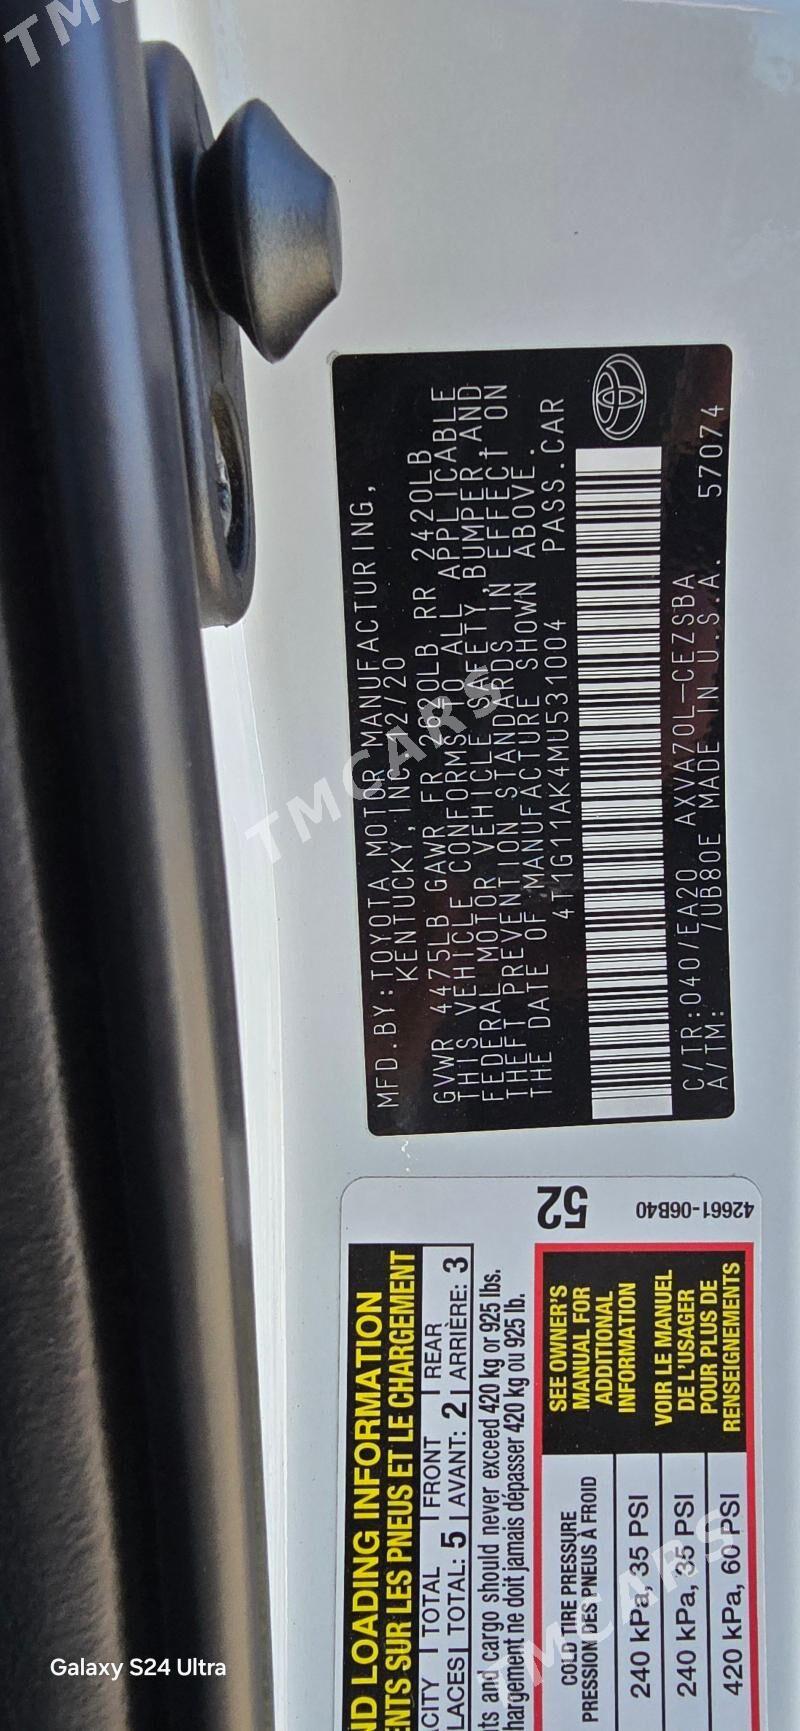 MFD.BY:TOYOTA MOTOR MANUFACTURING,
KENTUCKY, INC. 12/20
GVWR 4475LB GAWR FR 2620LB RR 2420LB
THIS VEHICLE CONFORMS TO ALL APPLICABLE
FEDERAL MOTOR VEHICLE SAFETY, BUMPER, AND
THEFT PREVENTION STANDARDS IN EFFECT ON
THE DATE OF MANUFACTURE SHOWN ABOVE.
4T1G11AK4MU531004 PASS.CAR
C/TR:040/EA20 AXVA70L-CEZSBA
A/TM: /UB80E MADE IN U.S.A. 57074
ND LOADING INFORMATION
ENTS SUR LES PNEUS ET LE CHARGEMENT
CITY TOTAL FRONT REAR
LACES TOTAL: 5 AVANT: 2 ARRIÈRE: 3
ts and cargo should never exceed 420 kg or 925 lbs.
hargement ne doit jamais dépasser 420 kg ou 925 lb.
52
42661-06B40
COLD TIRE PRESSURE
PRESSION DES PNEUS À FROID
240 kPa, 35 PSI
240 kPa, 35 PSI
420 kPa, 60 PSI
SEE OWNER'S
MANUAL FOR
ADDITIONAL
INFORMATION
VOIR LE MANUEL
DE L'USAGER
POUR PLUS DE
RENSEIGNEMENTS
TMCARS
TMCARS
TMC
Galaxy S24 Ultra